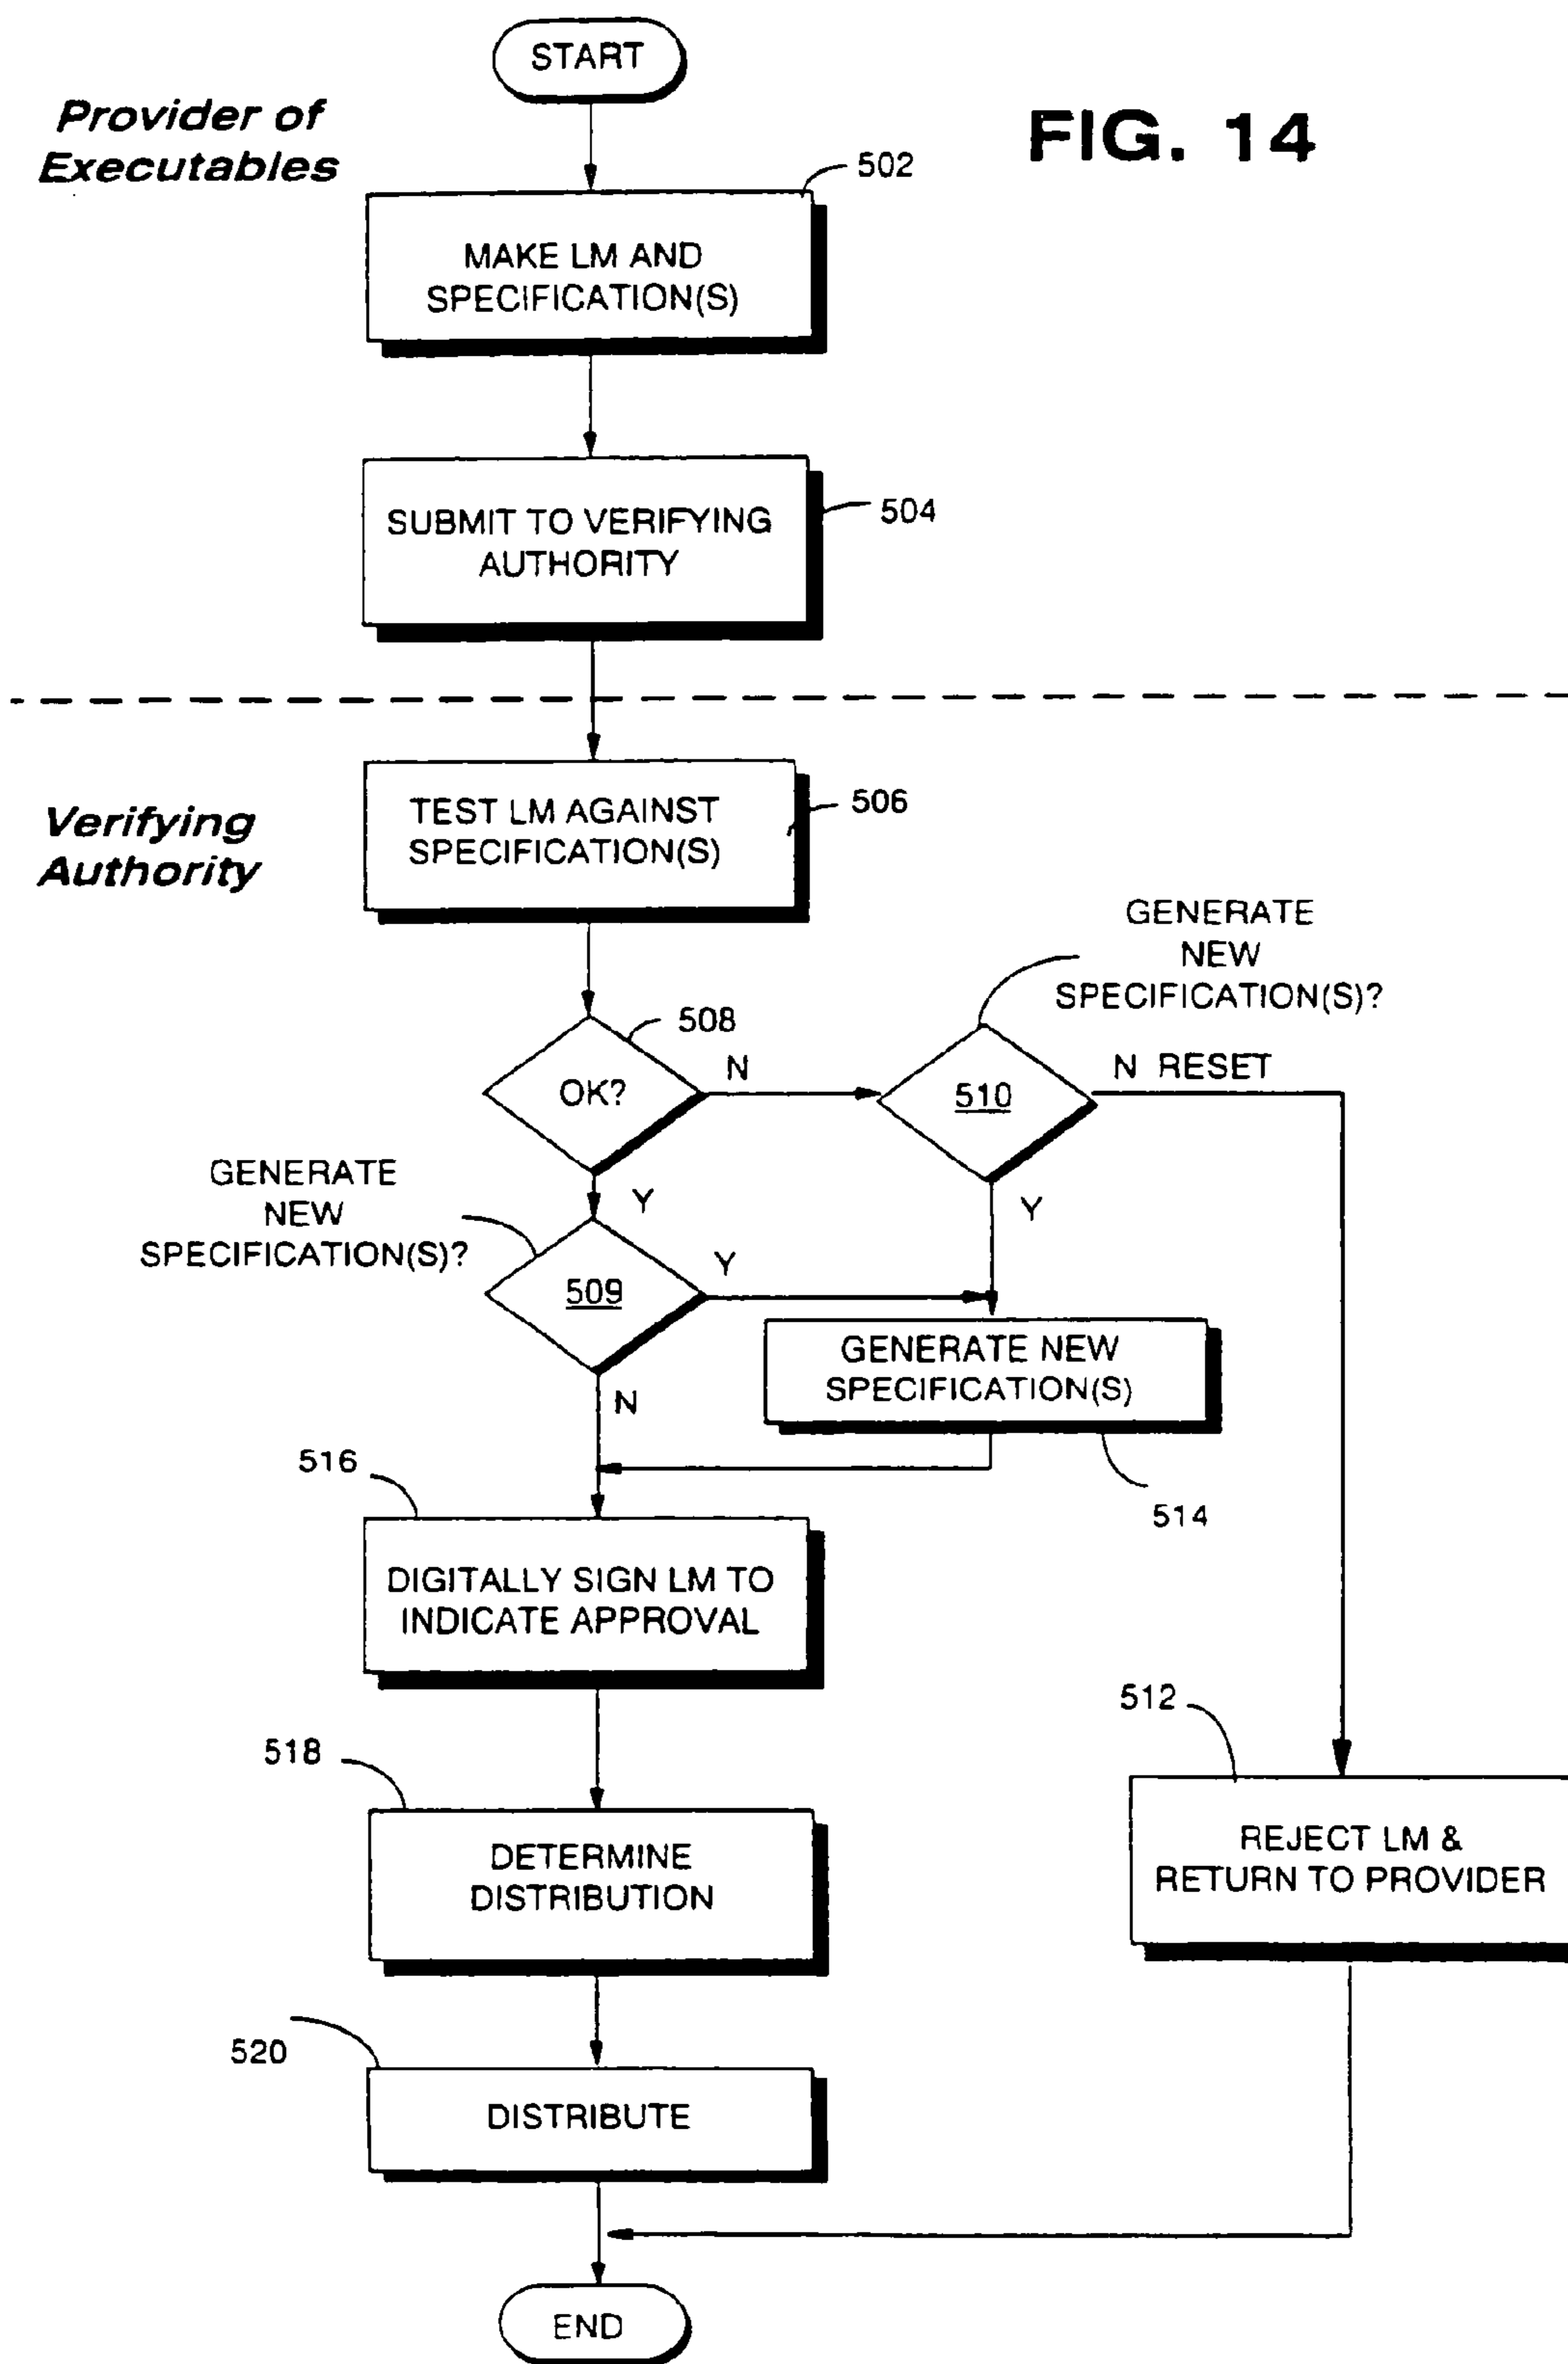 START
Provider of
Executables
FIG. 14
502
MAKE LM AND
SPECIFICATION(S)
504
SUBMIT TO VERIFYING
AUTHORITY
Verifying
Authority
506
TEST LM AGAINST
SPECIFICATION(S)
GENERATE
NEW
SPECIFICATION(S)?
508
OK?
N
510
N RESET
GENERATE
NEW
SPECIFICATION(S)?
Y
Y
509
Y
GENERATE NEW
SPECIFICATION(S)
N
514
516
DIGITALLY SIGN LM TO
INDICATE APPROVAL
512
518
DETERMINE
DISTRIBUTION
REJECT LM &
RETURN TO PROVIDER
520
DISTRIBUTE
END